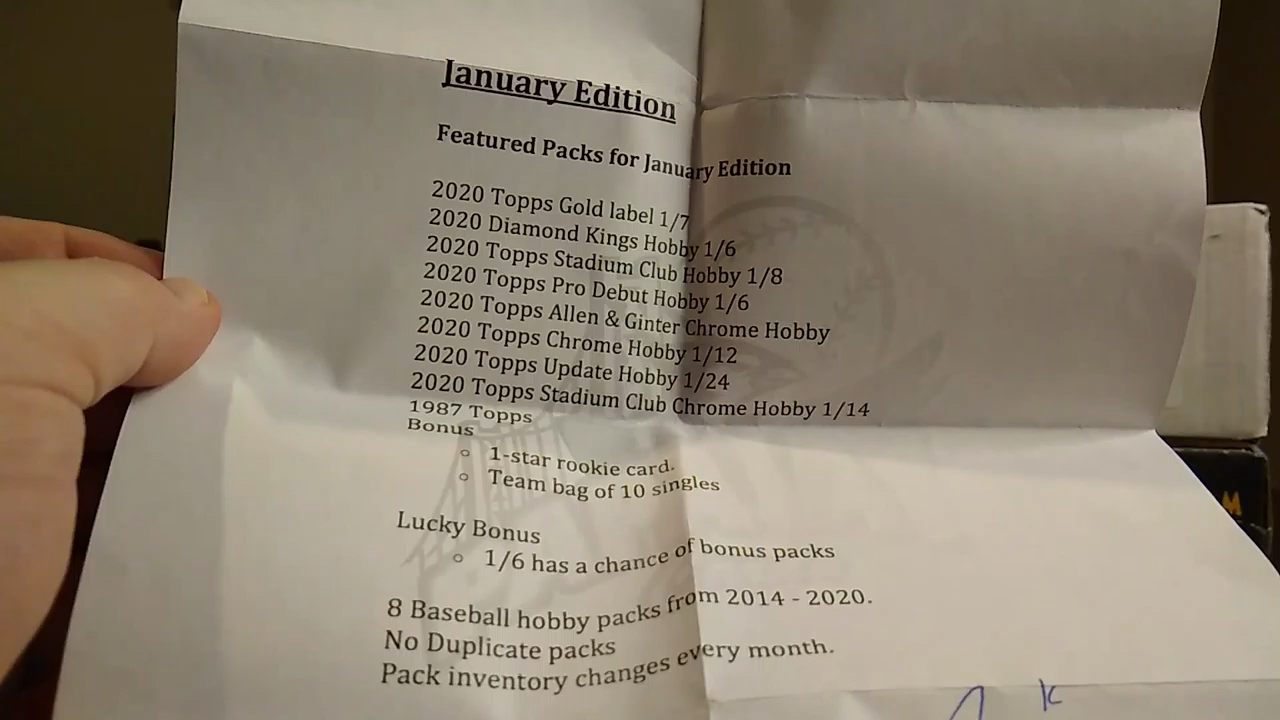 January Edition
Featured Packs for January Edition
2020 Topps Gold label 1/7
2020 Diamond Kings Hobby 1/6
2020 Topps Stadium Club Hobby 1/8
2020 Topps Pro Debut Hobby 1/6
2020 Topps Allen & Ginter Chrome Hobby
2020 Topps Chrome Hobby 1/12
2020 Topps Update Hobby 1/24
2020 Topps Stadium Club Chrome Hobby 1/14
1987 Topps
Bonus
o 1-star rookie card.
o Team bag of 10 singles
Lucky Bonus
o 1/6 has a chance of bonus packs
8 Baseball hobby packs from 2014 - 2020.
No Duplicate packs
Pack inventory changes every month.
M